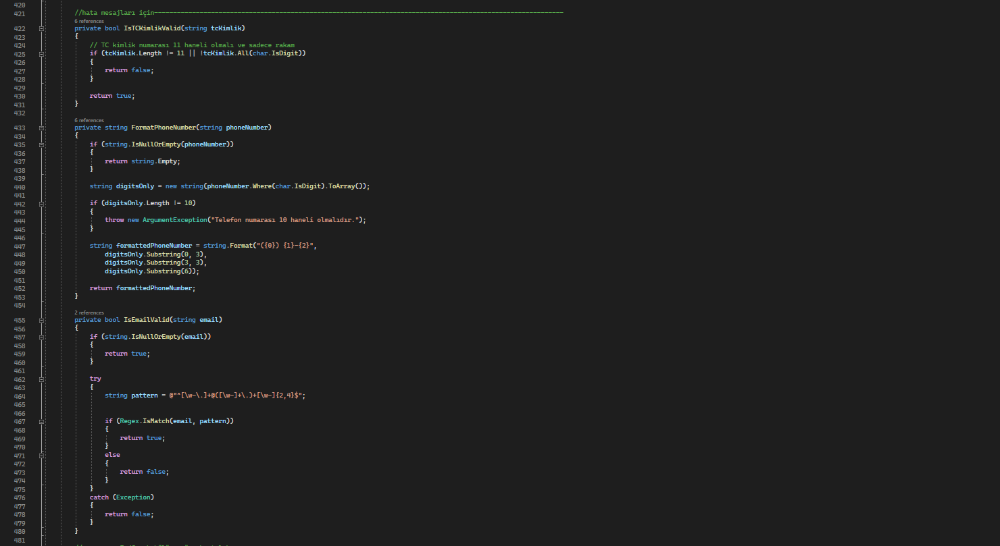 420
421 //hata mesajları için------------------------------------------------------------------------------------------------------------
6 references
422 private bool IsTCKimlikValid(string tcKimlik)
423 {
424 // TC kimlik numarası 11 haneli olmalı ve sadece rakam
425 if (tcKimlik.Length != 11 || !tcKimlik.All(char.IsDigit))
426 {
427 return false;
428 }
429
430 return true;
431 }
432
6 references
433 private string FormatPhoneNumber(string phoneNumber)
434 {
435 if (string.IsNullOrEmpty(phoneNumber))
436 {
437 return string.Empty;
438 }
439
440 string digitsOnly = new string(phoneNumber.Where(char.IsDigit).ToArray());
441
442 if (digitsOnly.Length != 10)
443 {
444 throw new ArgumentException("Telefon numarası 10 haneli olmalıdır.");
445 }
446
447 string formattedPhoneNumber = string.Format("({0}) {1}-{2}",
448 digitsOnly.Substring(0, 3),
449 digitsOnly.Substring(3, 3),
450 digitsOnly.Substring(6));
451
452 return formattedPhoneNumber;
453 }
454
2 references
455 private bool IsEmailValid(string email)
456 {
457 if (string.IsNullOrEmpty(email))
458 {
459 return true;
460 }
461
462 try
463 {
464 string pattern = @"^[\w-\.]+@([\w-]+\.)+[\w-]{2,4}$";
465
466
467 if (Regex.IsMatch(email, pattern))
468 {
469 return true;
470 }
471 else
472 {
473 return false;
474 }
475 }
476 catch (Exception)
477 {
478 return false;
479 }
480 }
481